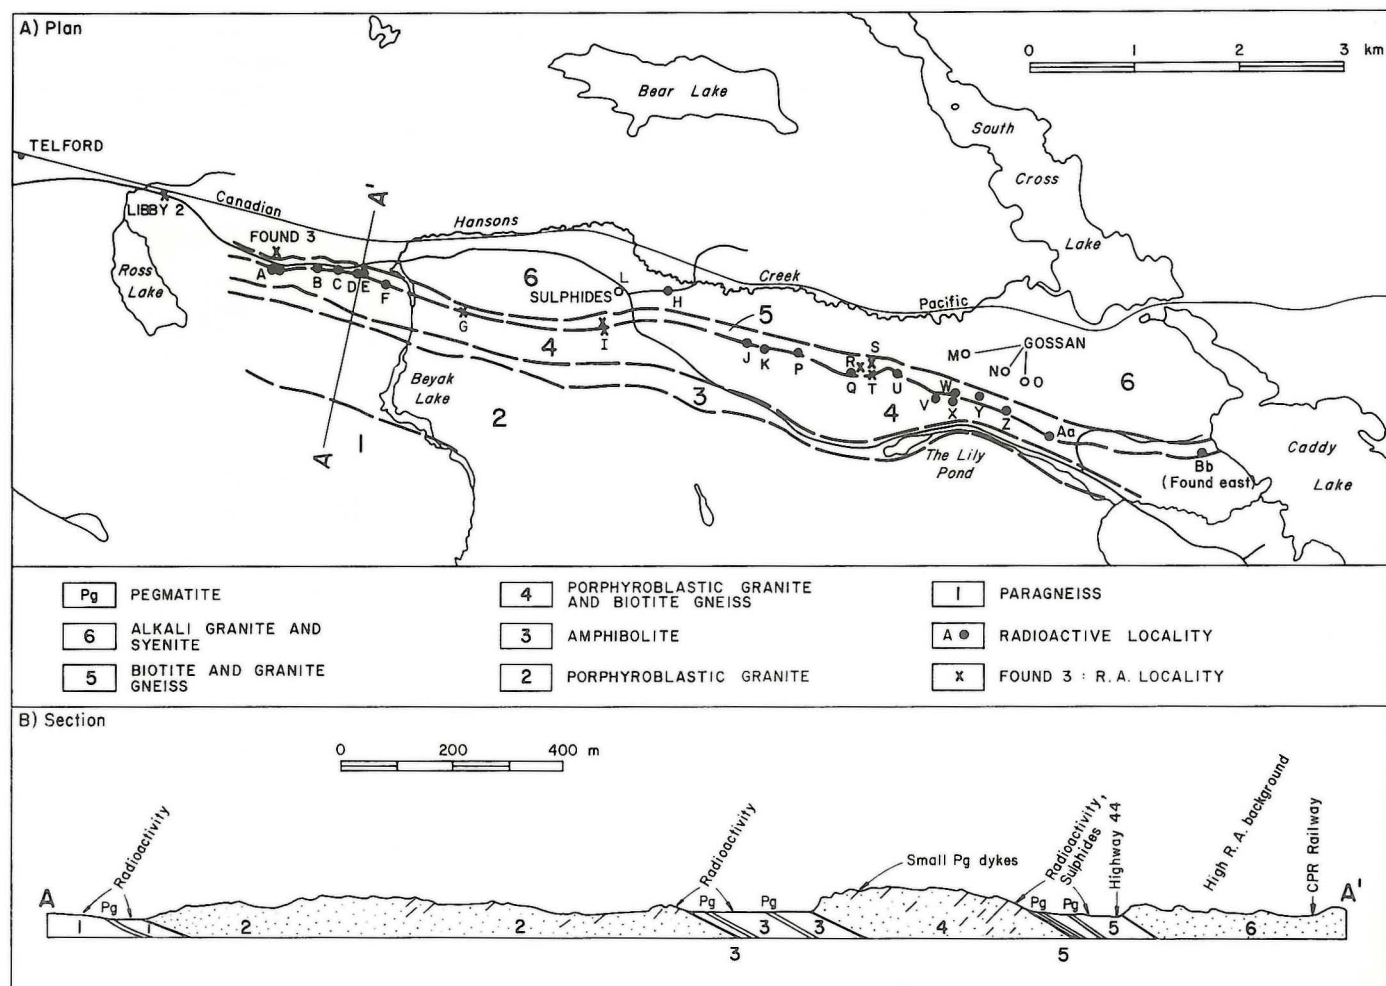 A) Plan
0 1 2 3 km
Bear Lake
South
Cross
Lake
TELFORD
LIBBY 2
Canadian
A'
Hansons
FOUND 3
Ross
Lake
A B C D E F
6
L
SULPHIDES
H
Creek
Pacific
G
I
5
4
J K P
R S
Q T U
M
GOSSAN
N
O
6
Beyak
Lake
3
2
4
V W X Y Z
Aa
A
1
The Lily
Pond
Bb
(Found east)
Caddy
Lake
Pg PEGMATITE
6 ALKALI GRANITE AND
SYENITE
5 BIOTITE AND GRANITE
GNEISS
4 PORPHYROBLASTIC GRANITE
AND BIOTITE GNEISS
3 AMPHIBOLITE
2 PORPHYROBLASTIC GRANITE
1 PARAGNEISS
A RADIOACTIVE LOCALITY
x FOUND 3 : R.A. LOCALITY
B) Section
0 200 400 m
Radioactivity
Radioactivity
Small Pg dykes
Radioactivity,
Sulphides
Highway 44
High R.A. background
CPR Railway
A
A'
Pg
Pg
Pg
Pg
Pg
1 1 2 2 2 3 3 4 5 6
3
5